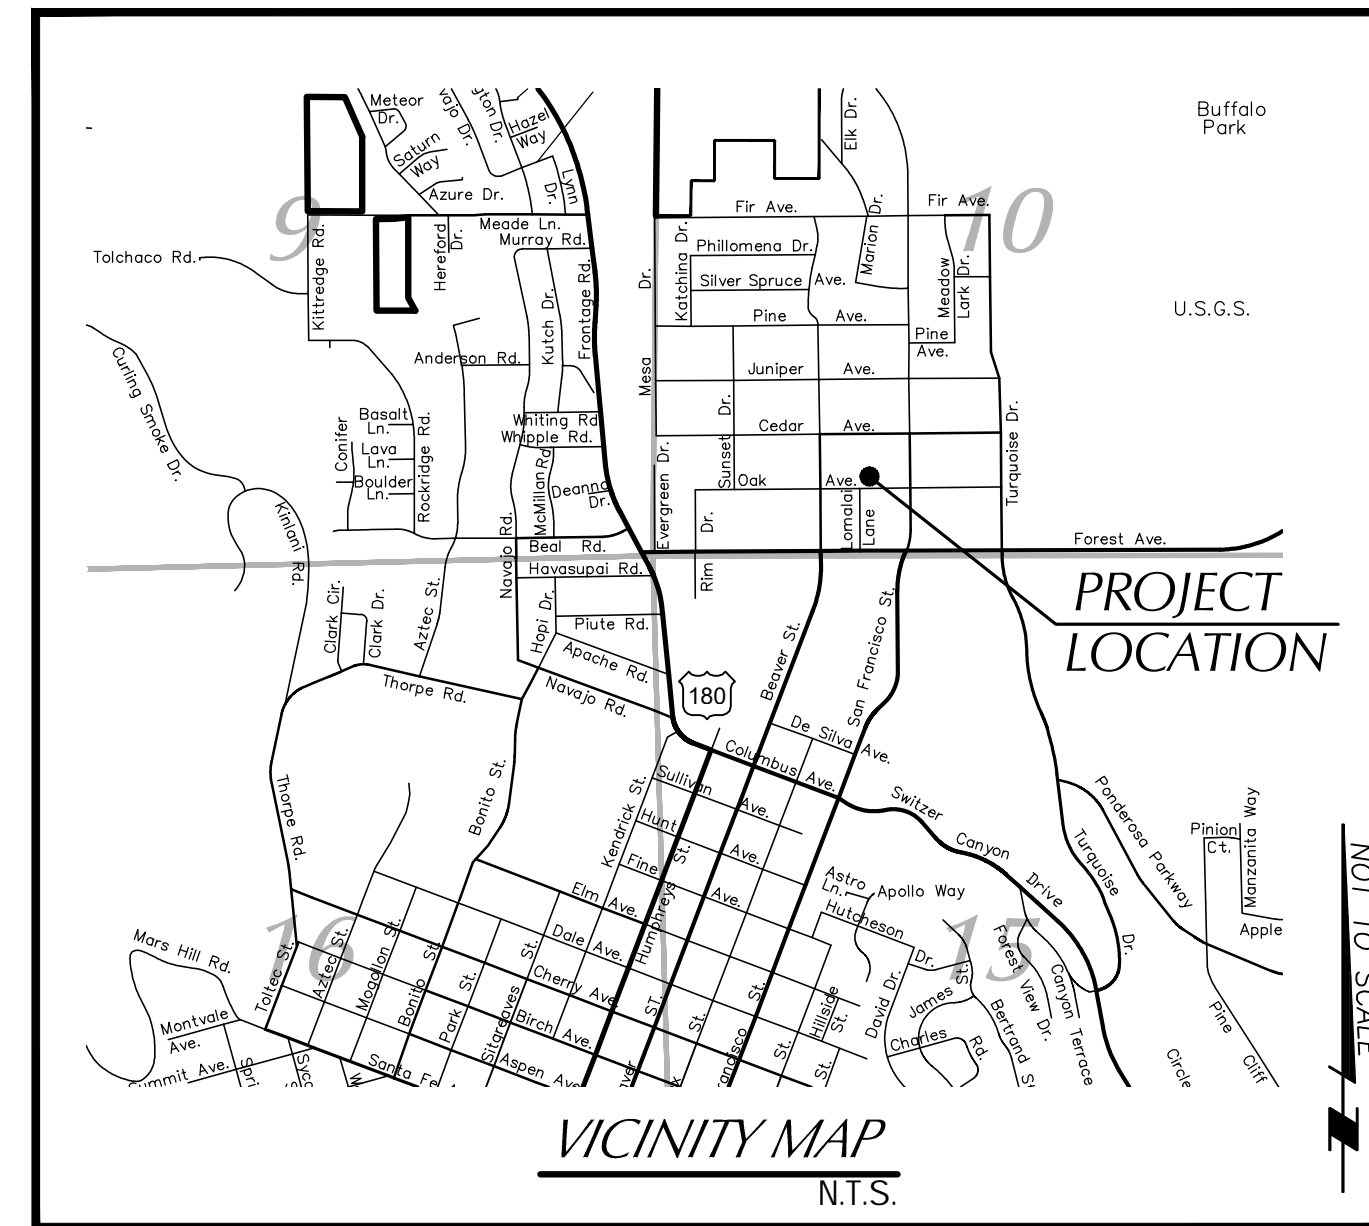 Meteor
Dr.
Saturn
Way
Azure Dr.
Hazel
Way
Lynn
Dr.
Elk Dr.
Buffalo
Park
9
10
Fir Ave.
Fir Ave.
Marion Dr.
Meade Ln.
Murray Rd.
Hereford
Dr.
Tolchaco Rd.
Kittredge Rd.
Katchina Dr.
Phillomena Dr.
Silver Spruce Ave.
Meadow
Lark Dr.
U.S.G.S.
Pine Ave.
Pine
Ave.
Kutch Dr.
Frontage Rd.
Mesa Dr.
Anderson Rd.
Juniper Ave.
Curling Smoke Dr.
Conifer
Basalt
Ln.
Lava
Ln.
Boulder
Ln.
Rockridge Rd.
Whiting Rd
Whipple Rd.
McMillan Rd
Deanna
Dr.
Sunset Dr.
Cedar Ave.
Turquoise Dr.
Oak Ave.
Lomalai
Lane
Evergreen Dr.
Rim Dr.
Kinlani Rd.
Navajo Rd.
Beal Rd.
Forest Ave.
Havasupai Rd.
PROJECT
LOCATION
Clark Cir.
Clark Dr.
Aztec St.
Hopi Dr.
Piute Rd.
Apache Rd.
Thorpe Rd.
Navajo Rd.
180
Beaver St.
San Francisco St.
De Silva Ave.
Columbus Ave.
Thorpe Rd.
Bonito St.
Kendrick St.
Sullivan Ave.
Hunt Ave.
Fine Ave.
Switzer Canyon Drive
Turquoise Dr.
Ponderosa Parkway
Pinion
Ct.
Manzanita Way
Apple
Astro
Ln.
Apollo Way
Hutcheson Dr.
Elm Ave.
Dale Ave.
Cherry Ave.
Birch Ave.
Aspen Ave
Humphreys St.
16
15
Mars Hill Rd.
Toltec St.
Aztec St.
Mogollon St.
Bonito St.
Park St.
Sitgreaves St.
ST.
St.
St.
St.
St.
Hillside
St.
David Dr.
James St.
Charles Rd.
Forest View Dr.
Canyon Terrace
Bertrand St
Montvale
Ave.
Summit Ave.
Santa Fe
Pine Cliff
Circle
NOT TO SCALE
VICINITY MAP
N.T.S.